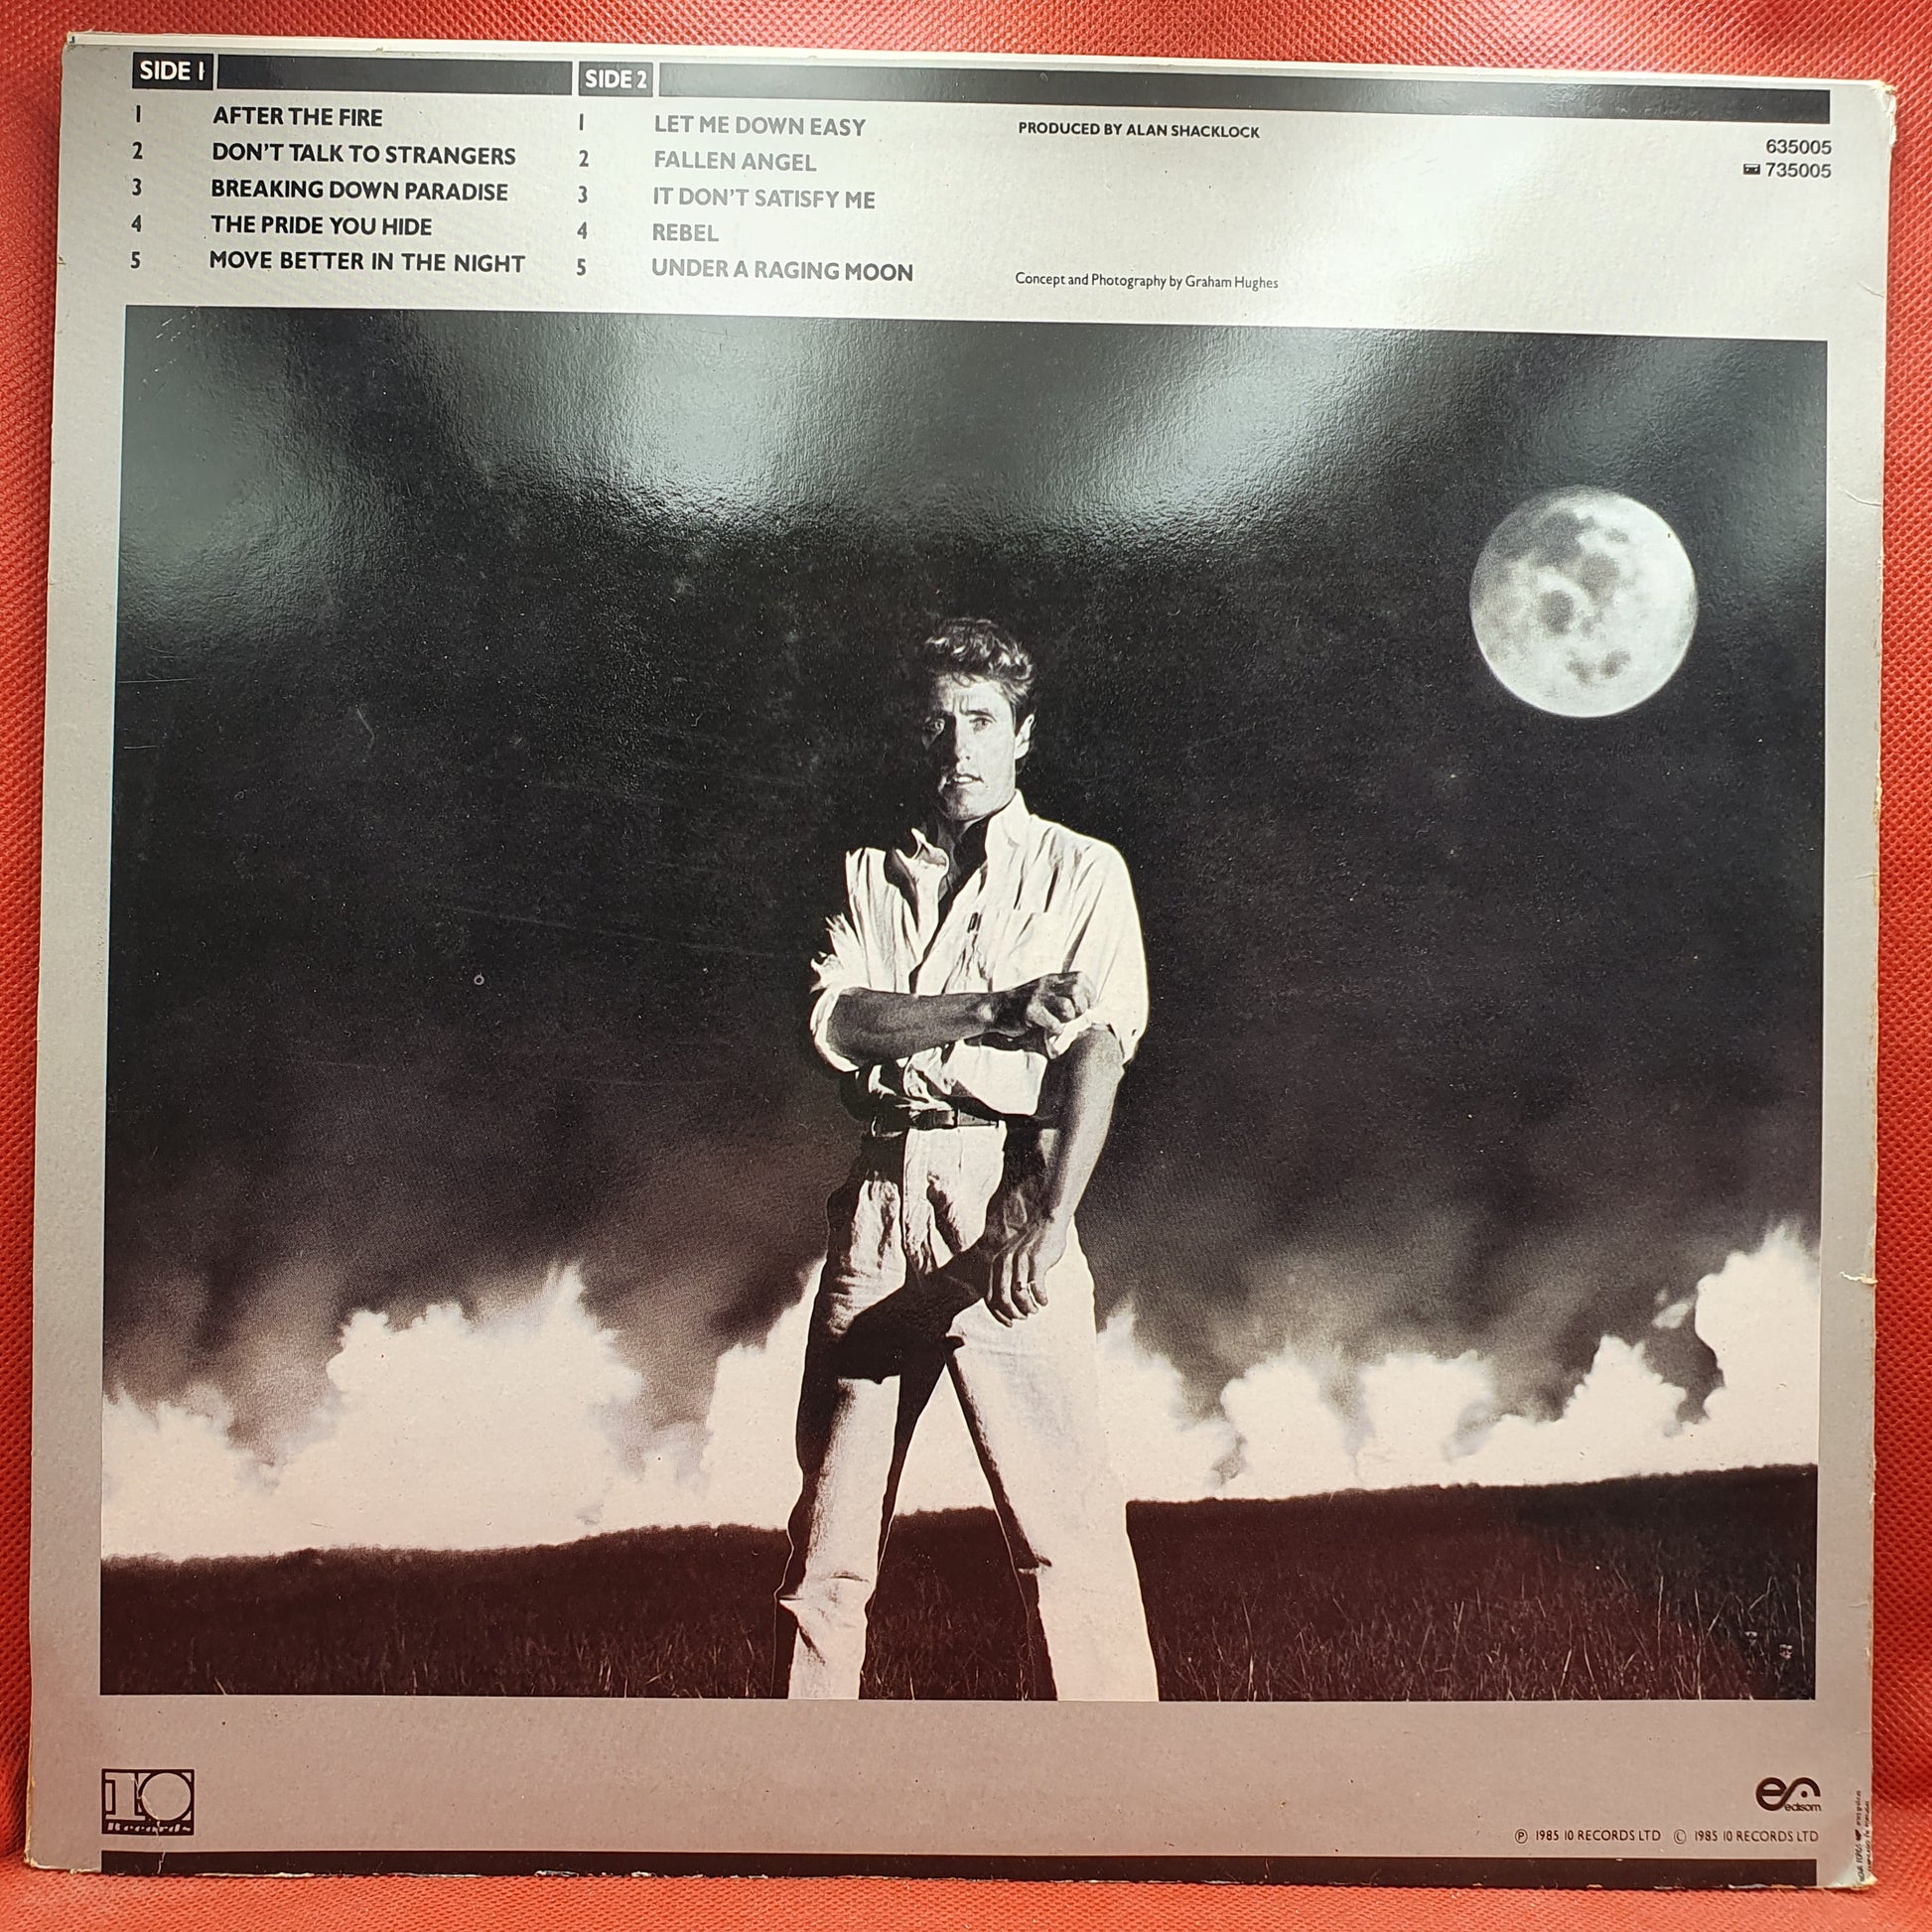 SIDE 1
1 AFTER THE FIRE
2 DON'T TALK TO STRANGERS
3 BREAKING DOWN PARADISE
4 THE PRIDE YOU HIDE
5 MOVE BETTER IN THE NIGHT
SIDE 2
1 LET ME DOWN EASY
2 FALLEN ANGEL
3 IT DON'T SATISFY ME
4 REBEL
5 UNDER A RAGING MOON
PRODUCED BY ALAN SHACKLOCK
Concept and Photography by Graham Hughes
635005
735005
10
Records
edisom
Ⓟ 1985 10 RECORDS LTD © 1985 10 RECORDS LTD